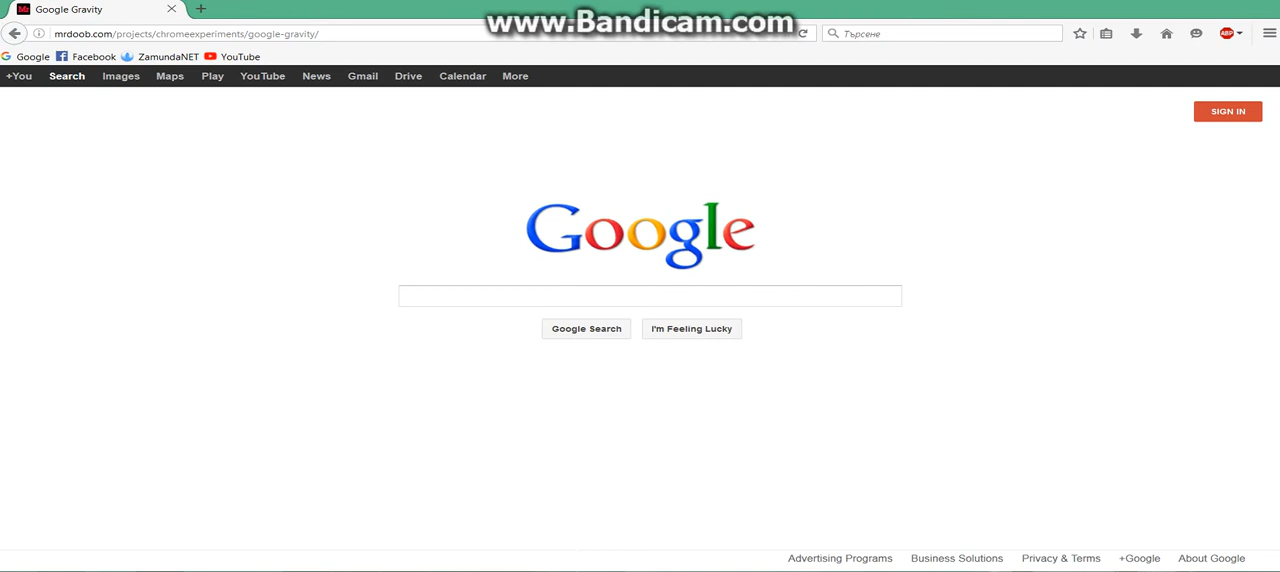 Google Gravity
www.Bandicam.com
mrdoob.com/projects/chromeexperiments/google-gravity/
Търсене
ABP
Google Facebook ZamundaNET YouTube
+You Search Images Maps Play YouTube News Gmail Drive Calendar More
SIGN IN
Google
Google Search I'm Feeling Lucky
Advertising Programs Business Solutions Privacy & Terms +Google About Google